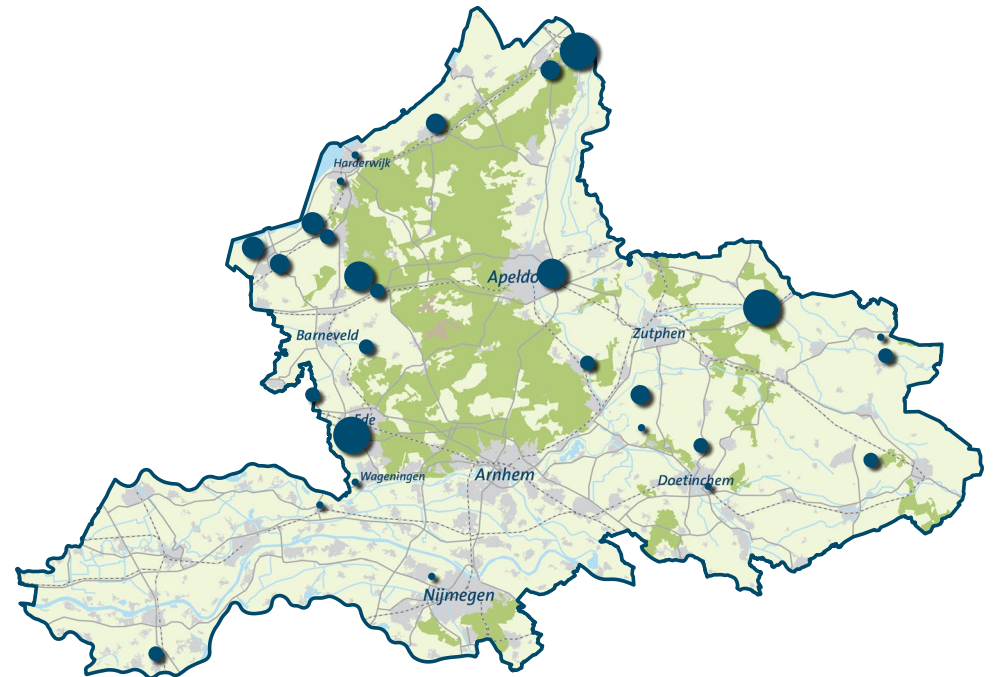 Harderwijk
Apeldo
Barneveld
Zutphen
Ede
Wageningen
Arnhem
Doetinchem
Nijmegen